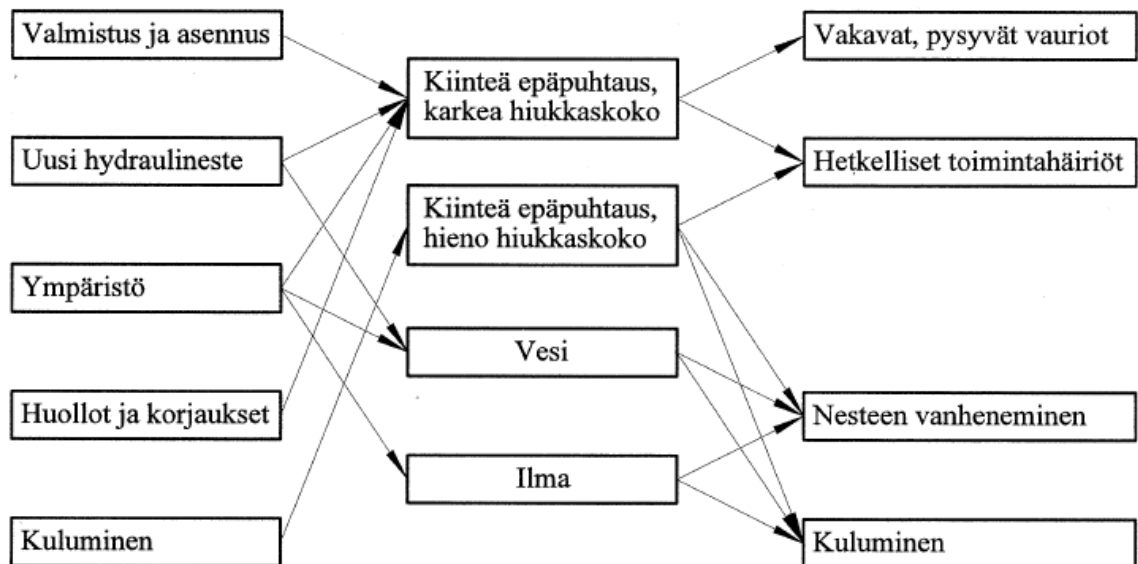 Valmistus ja asennus
Uusi hydraulineste
Ympäristö
Huollot ja korjaukset
Kuluminen
Kiinteä epäpuhtaus,
karkea hiukkaskoko
Kiinteä epäpuhtaus,
hieno hiukkaskoko
Vesi
Ilma
Vakavat, pysyvät vauriot
Hetkelliset toimintahäiriöt
Nesteen vanheneminen
Kuluminen